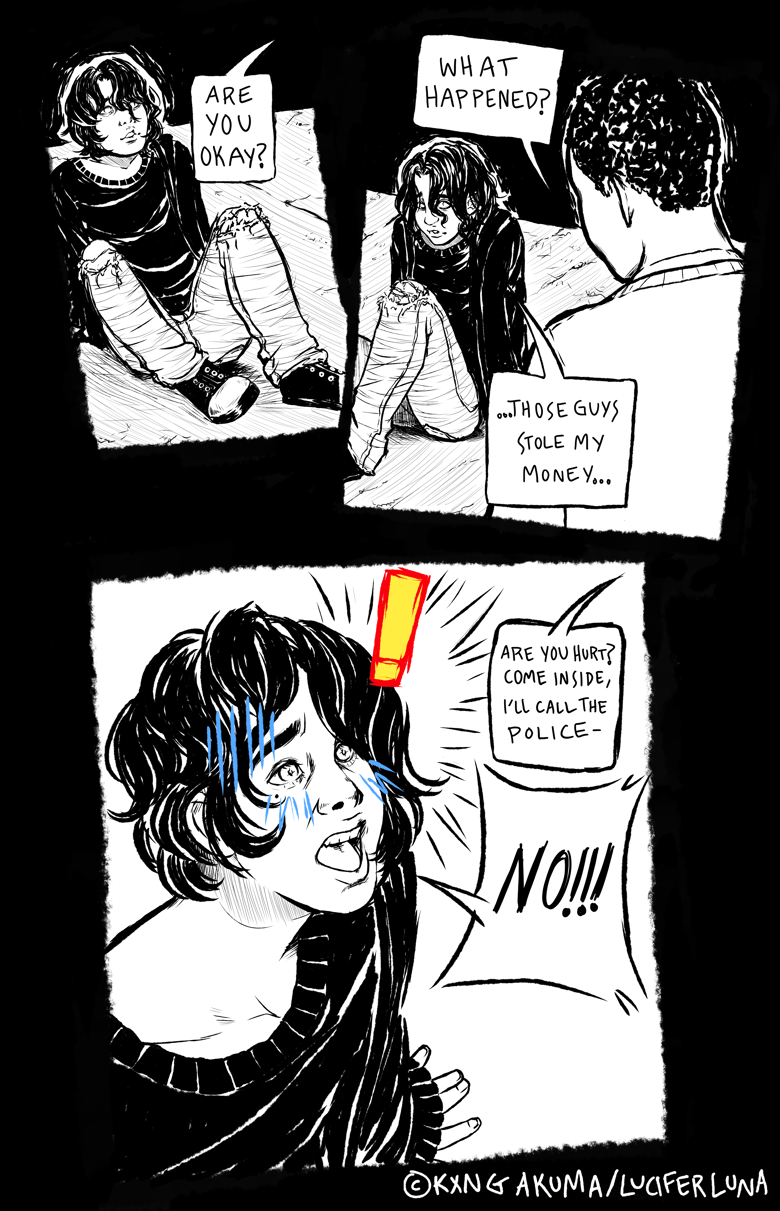 ARE
YOU
OKAY?
WHAT
HAPPENED?
...THOSE GUYS
STOLE MY
MONEY...
!
ARE YOU HURT?
COME INSIDE,
I'LL CALL THE
POLICE-
NO!!!
©KXNG AKUMA/LUCIFERLUNA